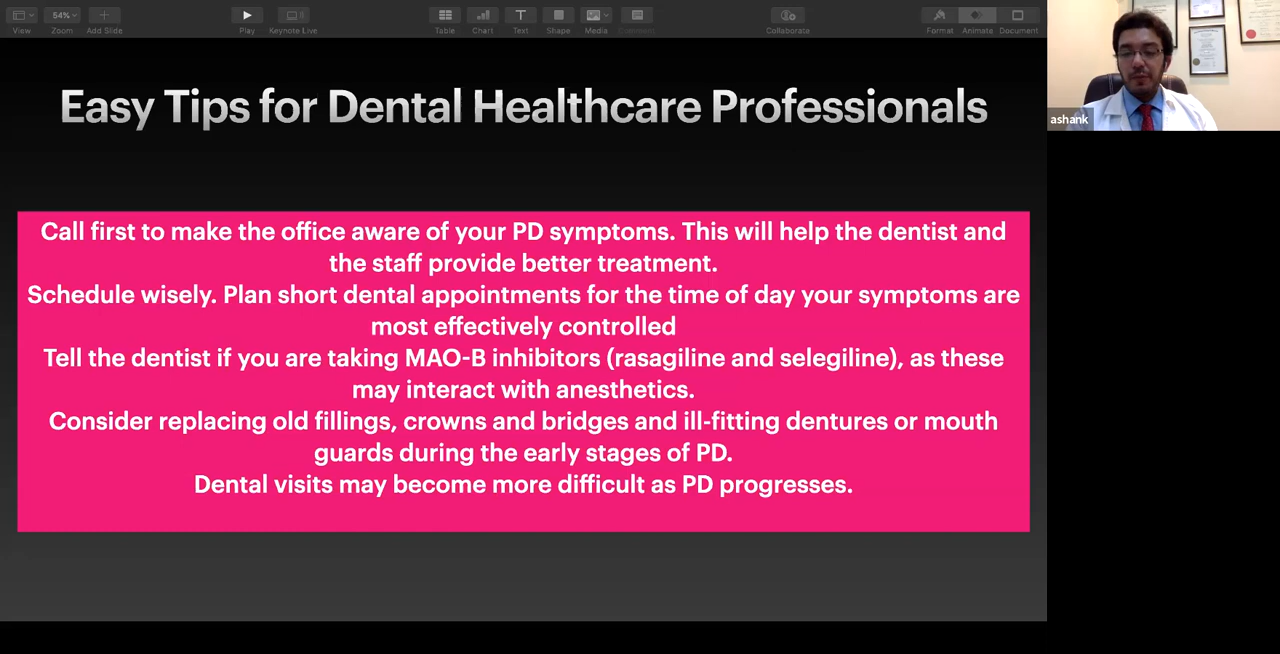 View
54%
Zoom
Add Slide
Play
Keynote Live
Table
Chart
Text
Shape
Media
Collaborate
Format
Animate
Document
ashank
Easy Tips for Dental Healthcare Professionals
Call first to make the office aware of your PD symptoms. This will help the dentist and
the staff provide better treatment.
Schedule wisely. Plan short dental appointments for the time of day your symptoms are
most effectively controlled
Tell the dentist if you are taking MAO-B inhibitors (rasagiline and selegiline), as these
may interact with anesthetics.
Consider replacing old fillings, crowns and bridges and ill-fitting dentures or mouth
guards during the early stages of PD.
Dental visits may become more difficult as PD progresses.